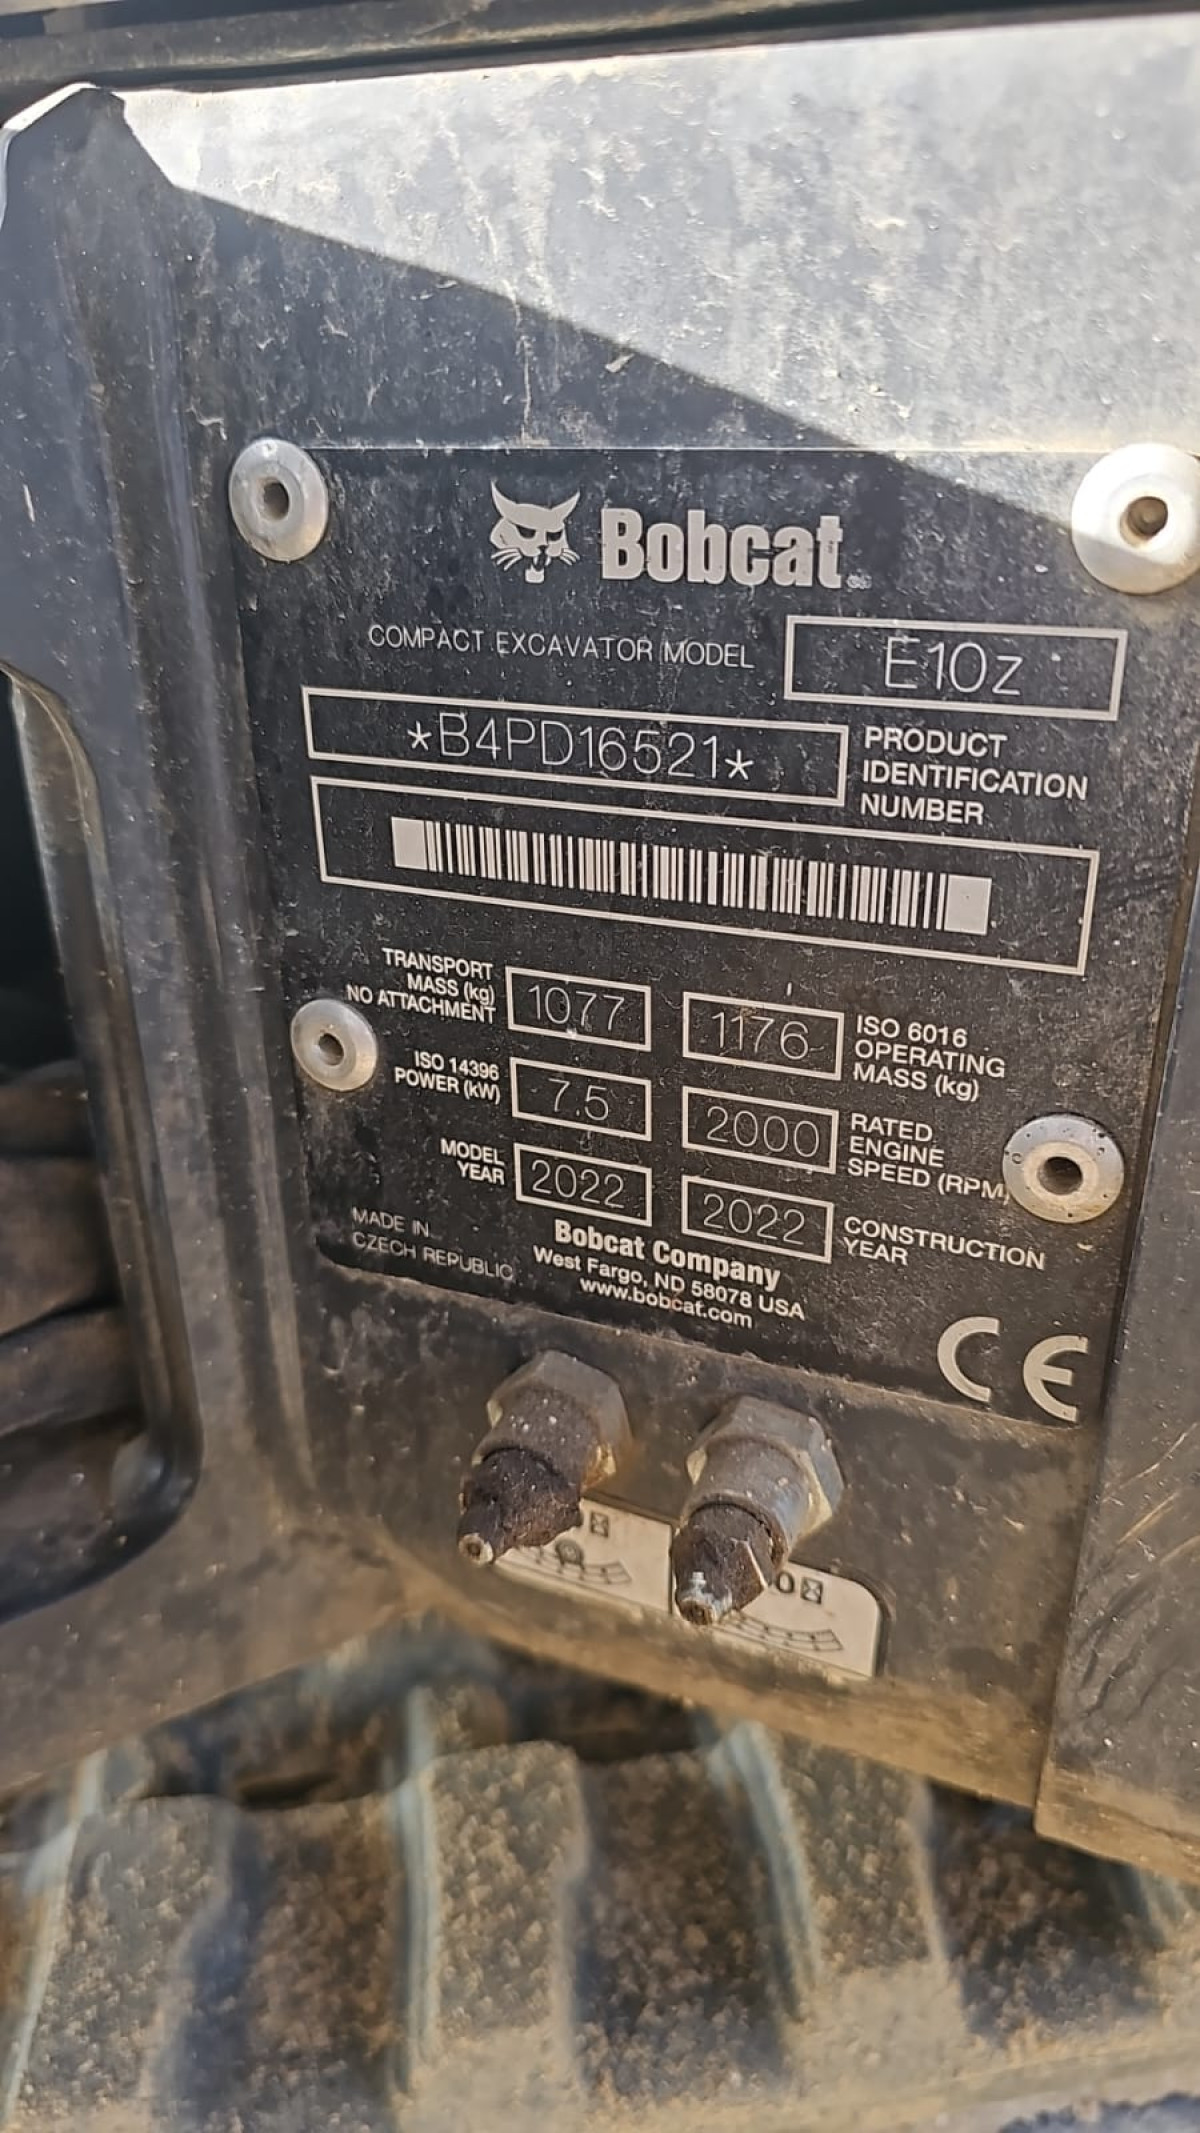 Bobcat
COMPACT EXCAVATOR MODEL E10z
*B4PD16521*
PRODUCT
IDENTIFICATION
NUMBER
TRANSPORT
MASS (kg)
NO ATTACHMENT
1077
1176
ISO 6016
OPERATING
MASS (kg)
ISO 14396
POWER (kW)
7.5
2000
RATED
ENGINE
SPEED (RPM)
MODEL
YEAR
2022
2022
CONSTRUCTION
YEAR
MADE IN
CZECH REPUBLIC
Bobcat Company
West Fargo, ND 58078 USA
www.bobcat.com
CE